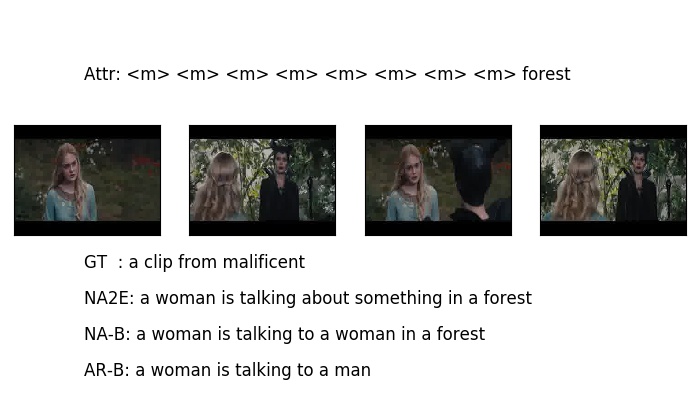 Attr: <m> <m> <m> <m> <m> <m> <m> <m> forest
GT : a clip from malificent
NA2E: a woman is talking about something in a forest
NA-B: a woman is talking to a woman in a forest
AR-B: a woman is talking to a man